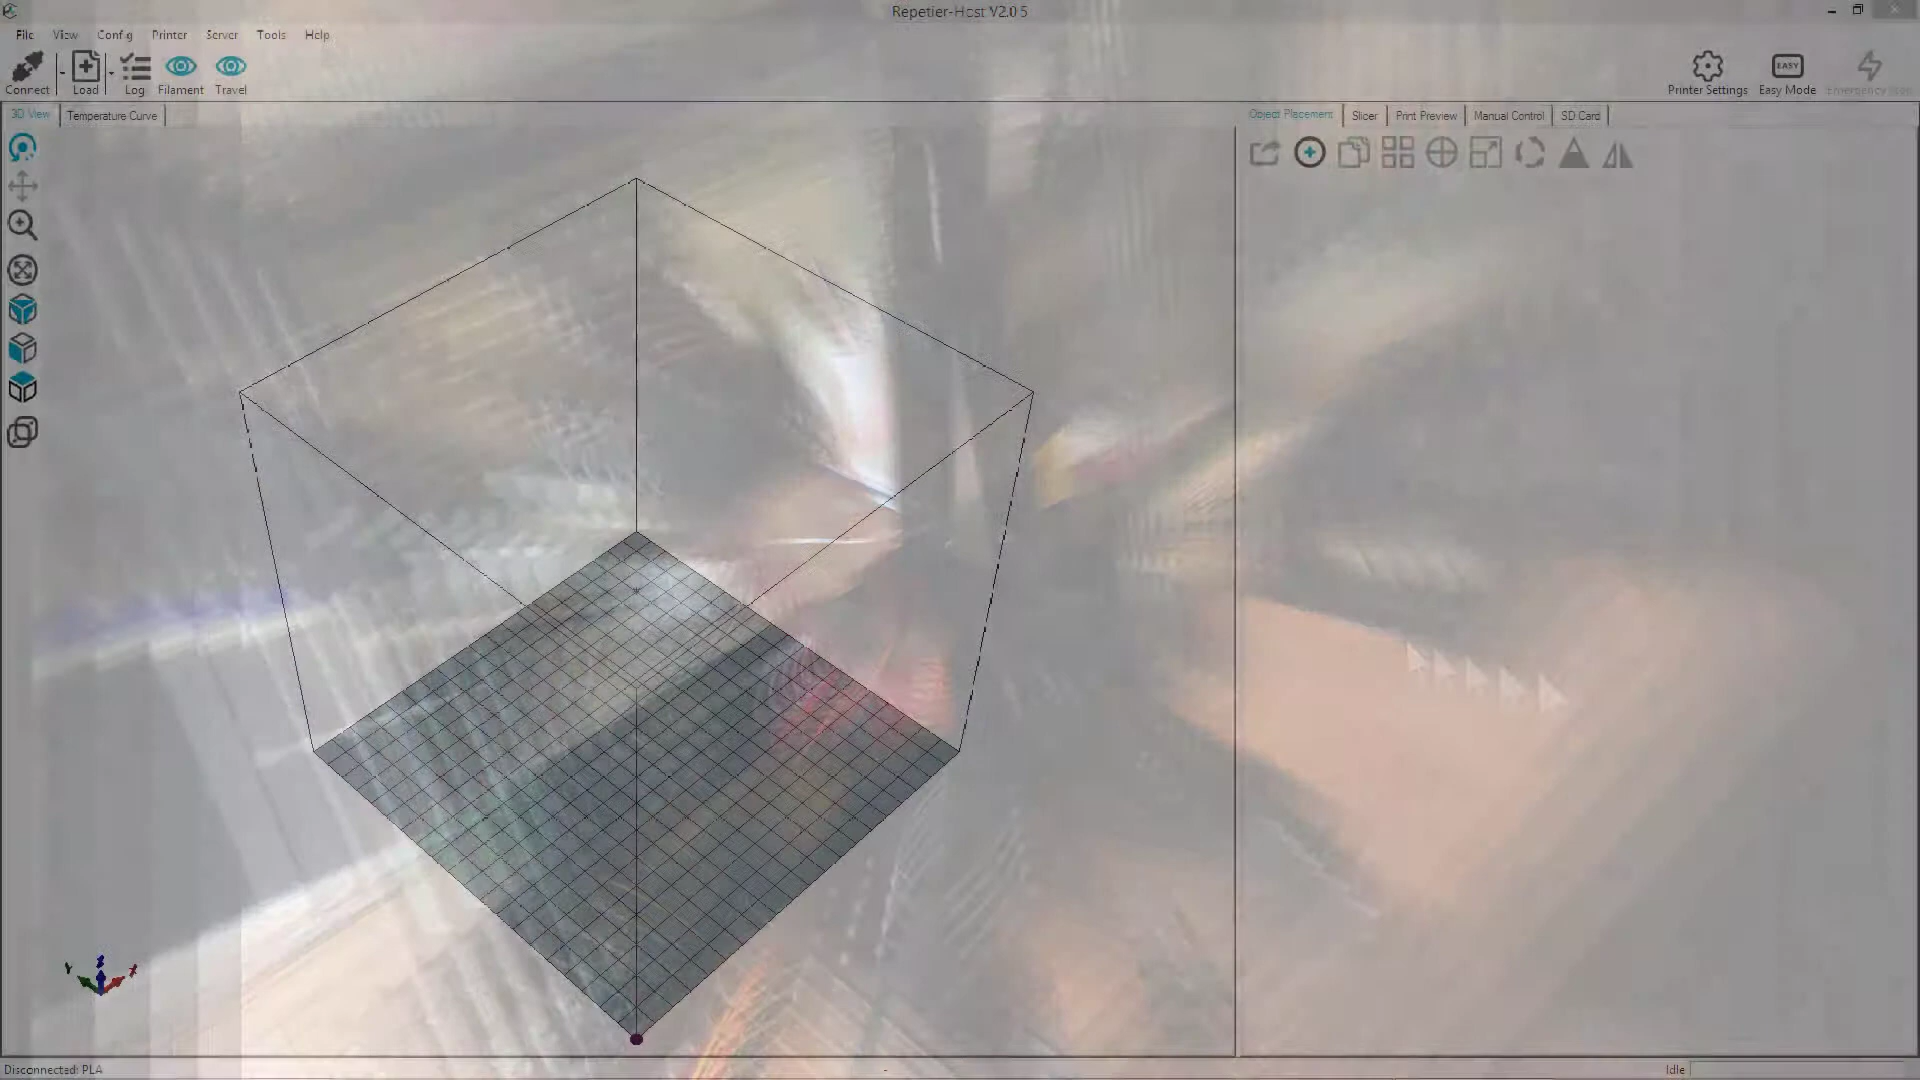 Repetier-Host V2.0 5
File View Config Printer Server Tools Help
Connect Load Log Filament Travel Printer Settings Easy Mode Emergency Stop
EASY
3D View Temperature Curve Object Placement Slicer Print Preview Manual Control SD Card
Y Z X
Disconnected: PLA - Idle